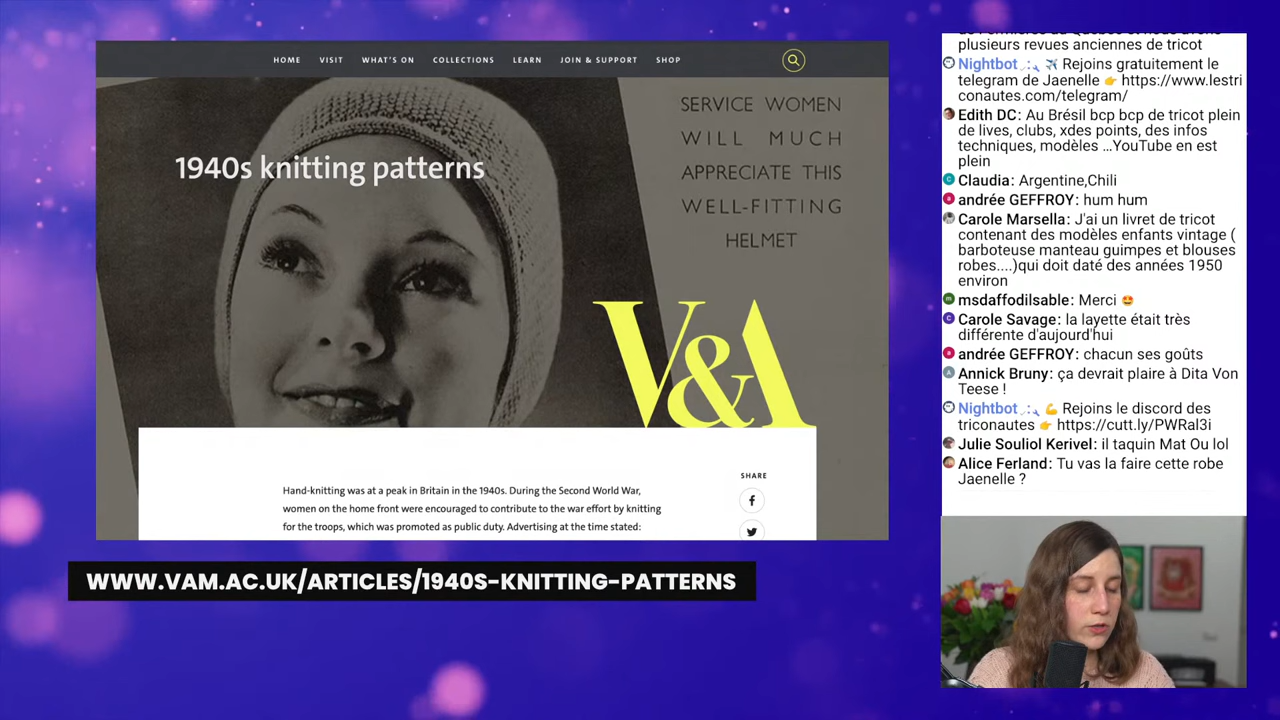 HOME VISIT WHAT'S ON COLLECTIONS LEARN JOIN & SUPPORT SHOP
1940s knitting patterns
SERVICE WOMEN
WILL MUCH
APPRECIATE THIS
WELL-FITTING
HELMET
V&A
SHARE
Hand-knitting was at a peak in Britain in the 1940s. During the Second World War,
women on the home front were encouraged to contribute to the war effort by knitting
for the troops, which was promoted as public duty. Advertising at the time stated:
WWW.VAM.AC.UK/ARTICLES/1940S-KNITTING-PATTERNS
plusieurs revues anciennes de tricot
Nightbot : Rejoins gratuitement le
telegram de Jaenelle 👉 https://www.lestri
conautes.com/telegram/
Edith DC: Au Brésil bcp bcp de tricot plein
de lives, clubs, xdes points, des infos
techniques, modèles ...YouTube en est
plein
Claudia: Argentine,Chili
andrée GEFFROY: hum hum
Carole Marsella: J'ai un livret de tricot
contenant des modèles enfants vintage (
barboteuse manteau guimpes et blouses
robes....)qui doit daté des années 1950
environ
msdaffodilsable: Merci 🤩
Carole Savage: la layette était très
différente d'aujourd'hui
andrée GEFFROY: chacun ses goûts
Annick Bruny: ça devrait plaire à Dita Von
Teese !
Nightbot : 💪 Rejoins le discord des
triconautes 👉 https://cutt.ly/PWRal3i
Julie Souliol Kerivel: il taquin Mat Ou lol
Alice Ferland: Tu vas la faire cette robe
Jaenelle ?